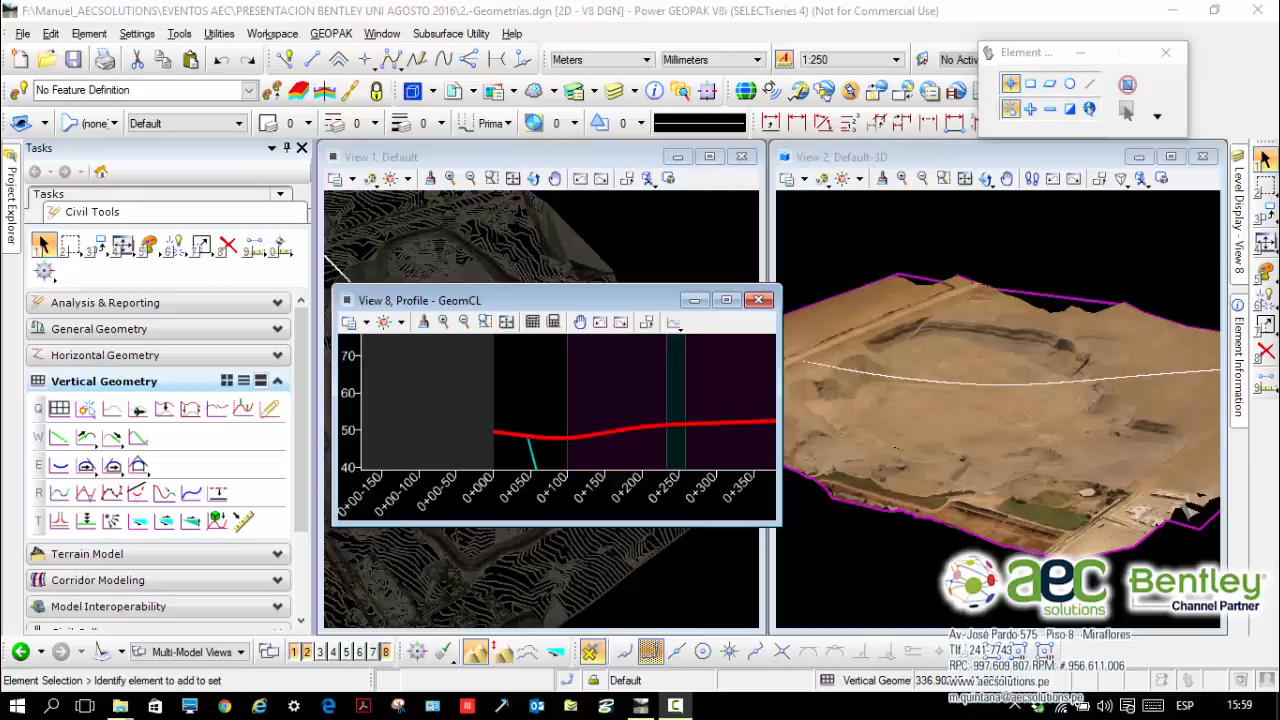 F:\Manuel_AECSOLUTIONS\EVENTOS AEC\PRESENTACION BENTLEY UNI AGOSTO 2016\2.-Geometrías.dgn [2D - V8 DGN] - Power GEOPAK V8i (SELECTseries 4) (Not for Commercial Use)
File Edit Element Settings Tools Utilities Workspace GEOPAK Window Subsurface Utility Help
Element ...
Meters Millimeters 1:250 No Activ
No Feature Definition
(none) Default 0 0 0 Prima 0 0
Tasks
View 1, Default
View 2, Default-3D
Project Explorer
Tasks
Civil Tools
Level Display - View 8
Element Information
Analysis & Reporting
General Geometry
Horizontal Geometry
Vertical Geometry
Q
W
E
R
T
Terrain Model
Corridor Modeling
Model Interoperability
View 8, Profile - GeomCL
70
60
50
40
0+00-150 0+00-100 0+00-50 0+000 0+050 0+100 0+150 0+200 0+250 0+300 0+350
aec
solutions
Bentley
Channel Partner
Av. José Pardo 575 - Piso 8 - Miraflores
Tlf.: 241-7743
RPC: 997 609 807 RPM: # 956 611 006
www.aecsolutions.pe
m.quintana@aecsolutions.pe
Multi-Model Views 1 2 3 4 5 6 7 8
Element Selection > Identify element to add to set
Default
Vertical Geome
ESP 15:59